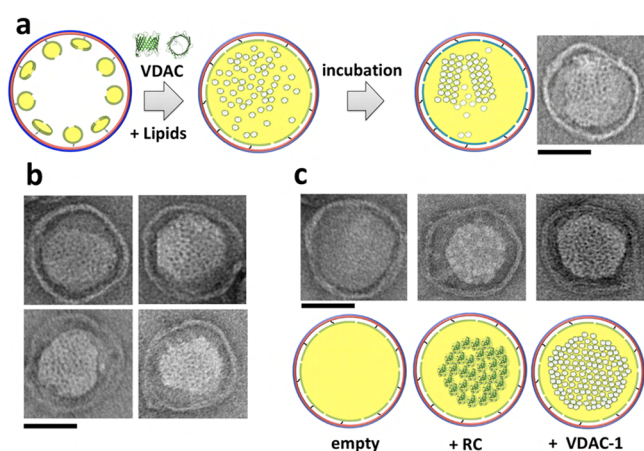 a
VDAC
+ Lipids
incubation
b
c
empty
+ RC
+ VDAC-1